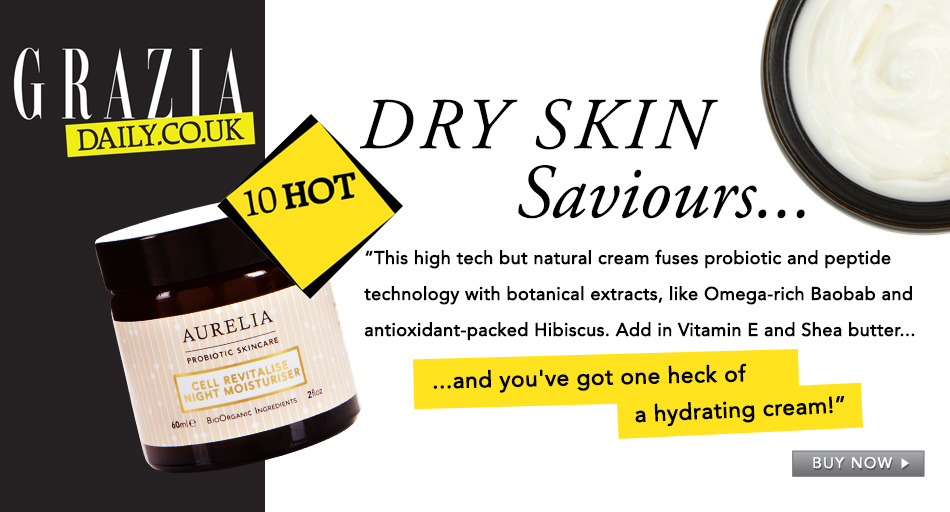 GRAZIA
DAILY.CO.UK
10 HOT
DRY SKIN
Saviours...
"This high tech but natural cream fuses probiotic and peptide
technology with botanical extracts, like Omega-rich Baobab and
antioxidant-packed Hibiscus. Add in Vitamin E and Shea butter...
...and you've got one heck of
a hydrating cream!"
AURELIA
PROBIOTIC SKINCARE
CELL REVITALISE
NIGHT MOISTURISER
60ml e BIOORGANIC INGREDIENTS 2floz
BUY NOW